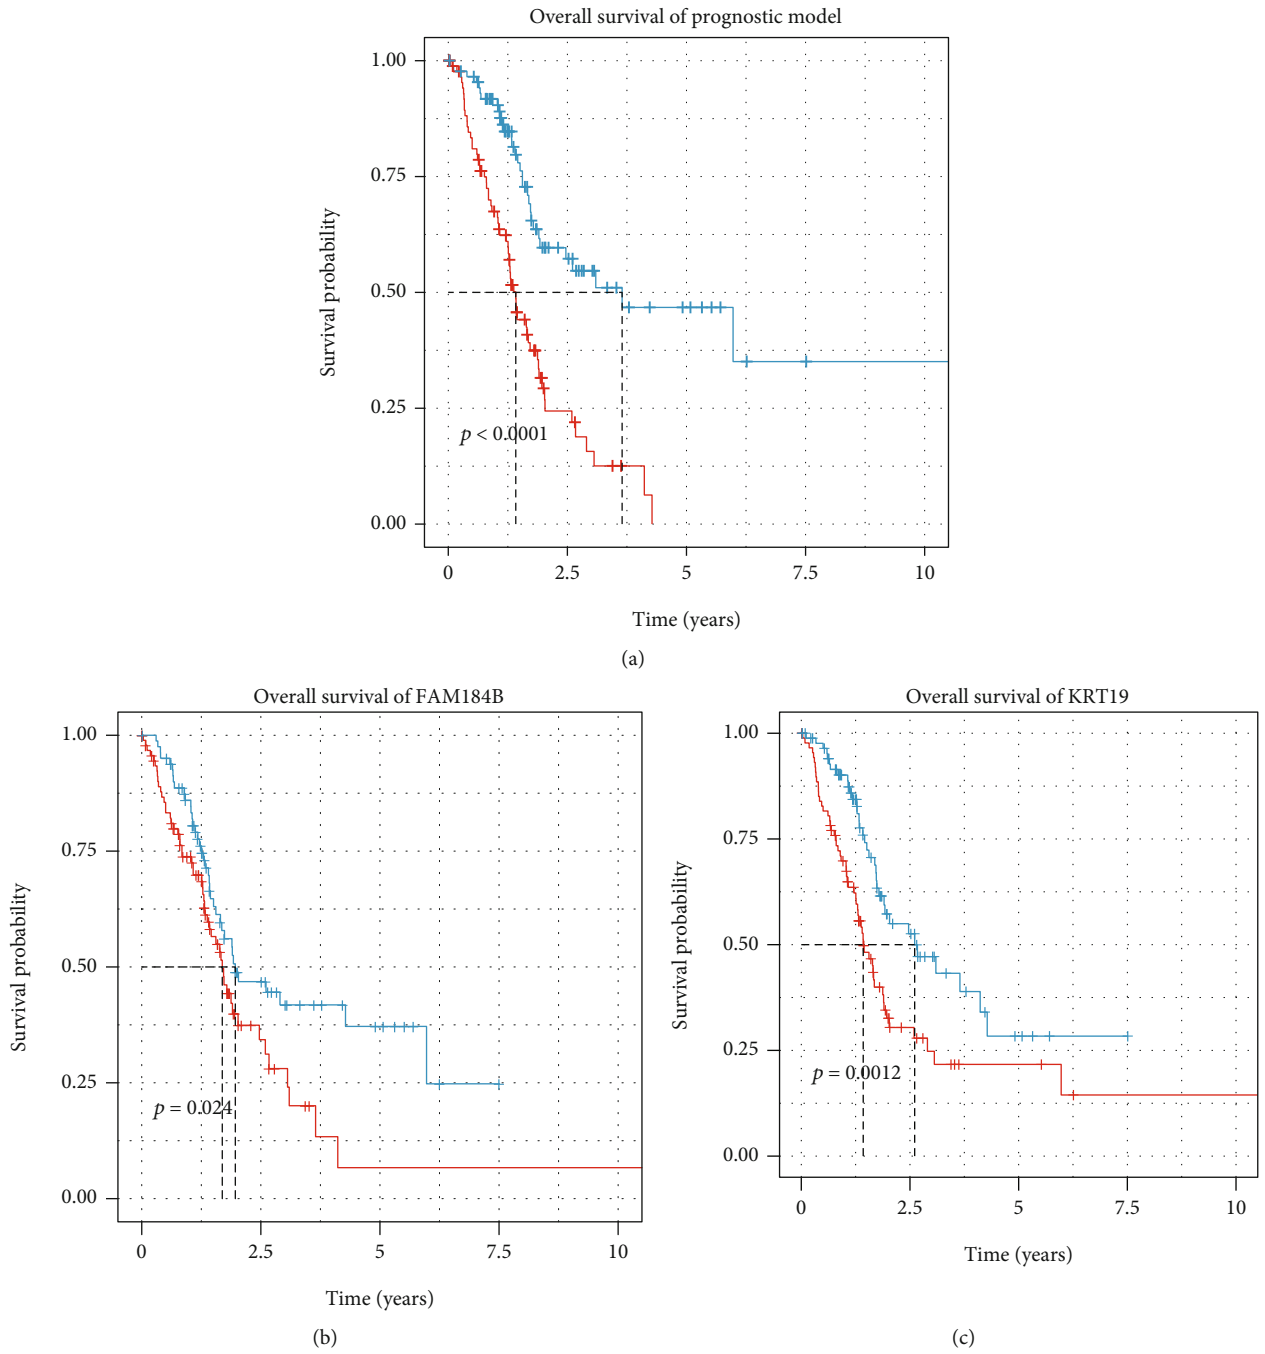 Overall survival of prognostic model
1.00
0.75
0.50
0.25
0.00
Survival probability
p < 0.0001
0 2.5 5 7.5 10
Time (years)
(a)
Overall survival of FAM184B
1.00
0.75
0.50
0.25
0.00
Survival probability
p = 0.024
0 2.5 5 7.5 10
Time (years)
(b)
Overall survival of KRT19
1.00
0.75
0.50
0.25
0.00
Survival probability
p = 0.0012
0 2.5 5 7.5 10
Time (years)
(c)